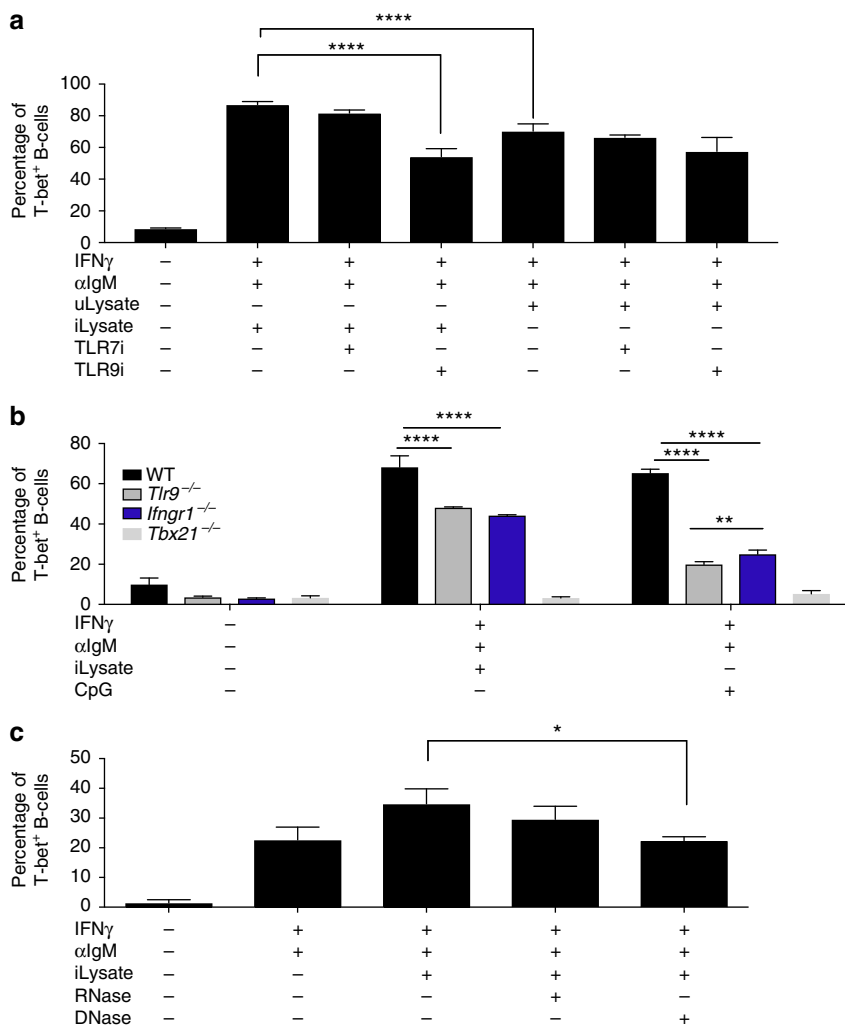 a
****
****
Percentage of
T-bet⁺ B-cells
100
80
60
40
20
0
IFNγ – + + + + + +
αIgM – + + + + + +
uLysate – – – – + + +
iLysate – + + + – – –
TLR7i – – + – – + –
TLR9i – – – + – – +
b
****
****
****
****
**
Percentage of
T-bet⁺ B-cells
80
60
40
20
0
WT
Tlr9⁻/⁻
Ifngr1⁻/⁻
Tbx21⁻/⁻
IFNγ – + +
αIgM – + +
iLysate – + –
CpG – – +
c
*
Percentage of
T-bet⁺ B-cells
50
40
30
20
10
0
IFNγ – + + + +
αIgM – + + + +
iLysate – – + + +
RNase – – – + –
DNase – – – – +